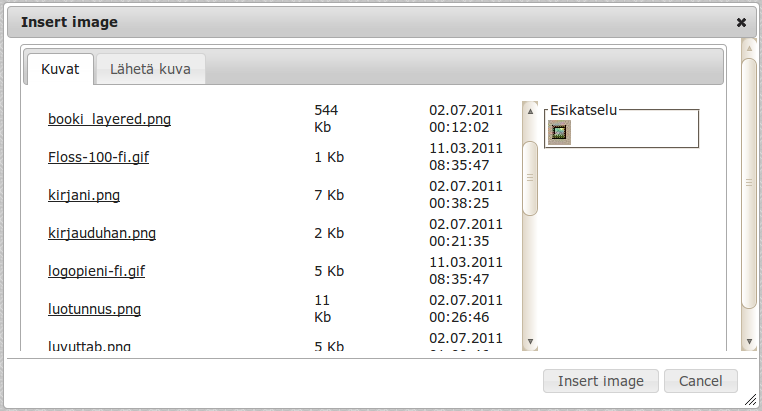 Insert image
Kuvat Lähetä kuva
booki_layered.png 544 Kb 02.07.2011 00:12:02
Esikatselu
Floss-100-fi.gif 1 Kb 11.03.2011 08:35:47
kirjani.png 7 Kb 02.07.2011 00:38:25
kirjauduhan.png 2 Kb 02.07.2011 00:21:35
logopieni-fi.gif 5 Kb 11.03.2011 08:35:47
luotunnus.png 11 Kb 02.07.2011 00:26:46
luvuttab.png 5 Kb 02.07.2011
Insert image Cancel